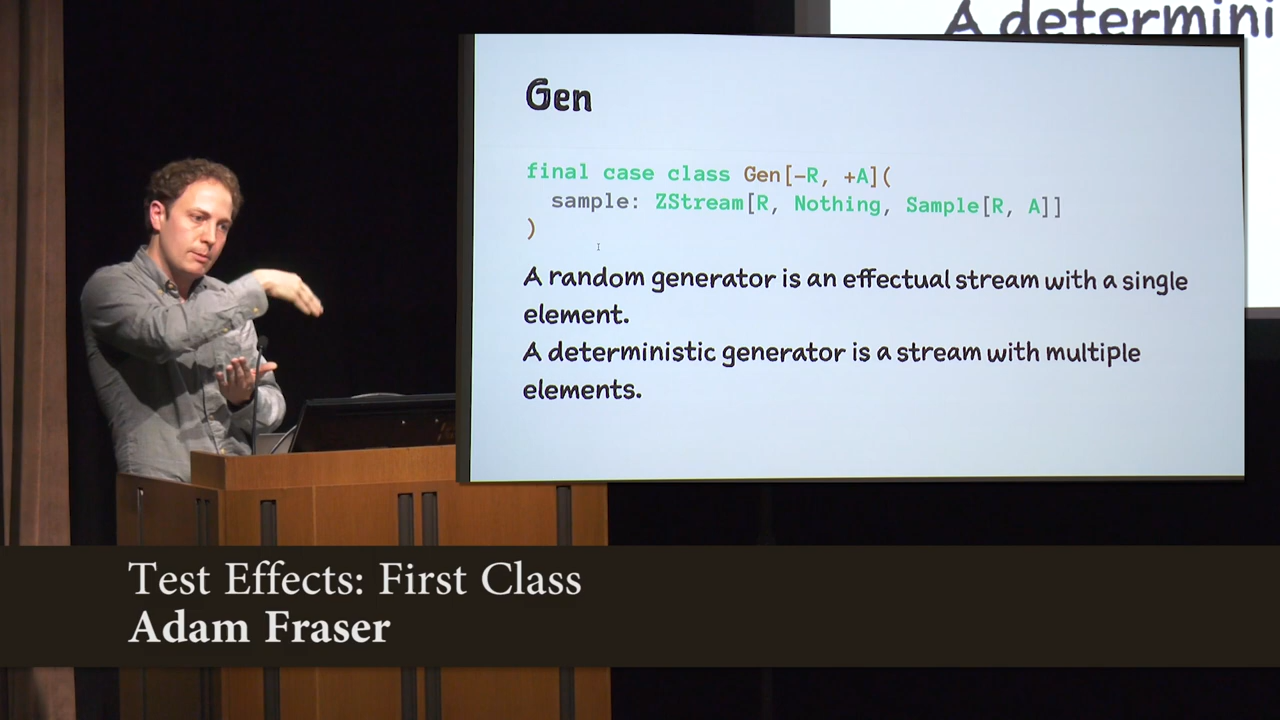 A determini
Gen
final case class Gen[-R, +A](
sample: ZStream[R, Nothing, Sample[R, A]]
)
A random generator is an effectual stream with a single
element.
A deterministic generator is a stream with multiple
elements.
Test Effects: First Class
Adam Fraser